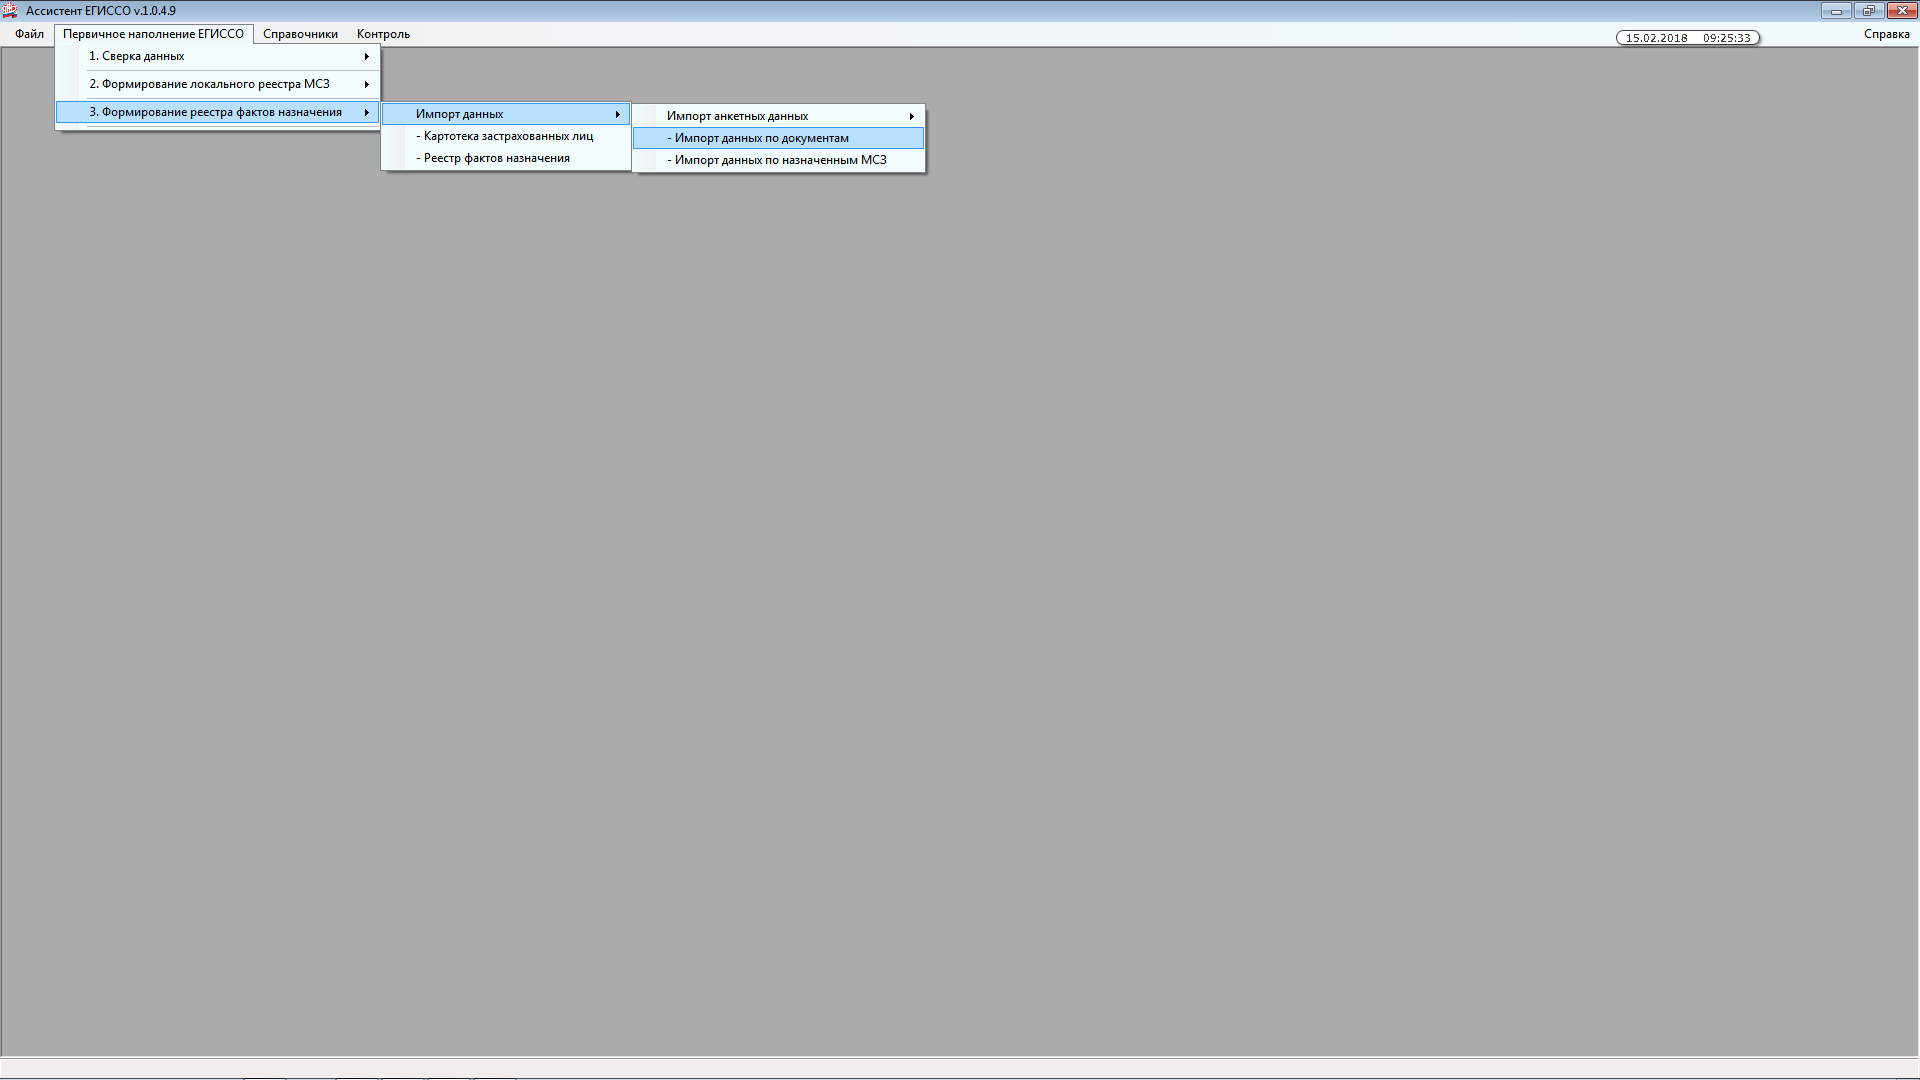 Ассистент ЕГИССО v.1.0.4.9
Файл Первичное наполнение ЕГИССО Справочники Контроль 15.02.2018 09:25:33 Справка
1. Сверка данных
2. Формирование локального реестра МСЗ
3. Формирование реестра фактов назначения
Импорт данных
- Картотека застрахованных лиц
- Реестр фактов назначения
Импорт анкетных данных
- Импорт данных по документам
- Импорт данных по назначенным МСЗ